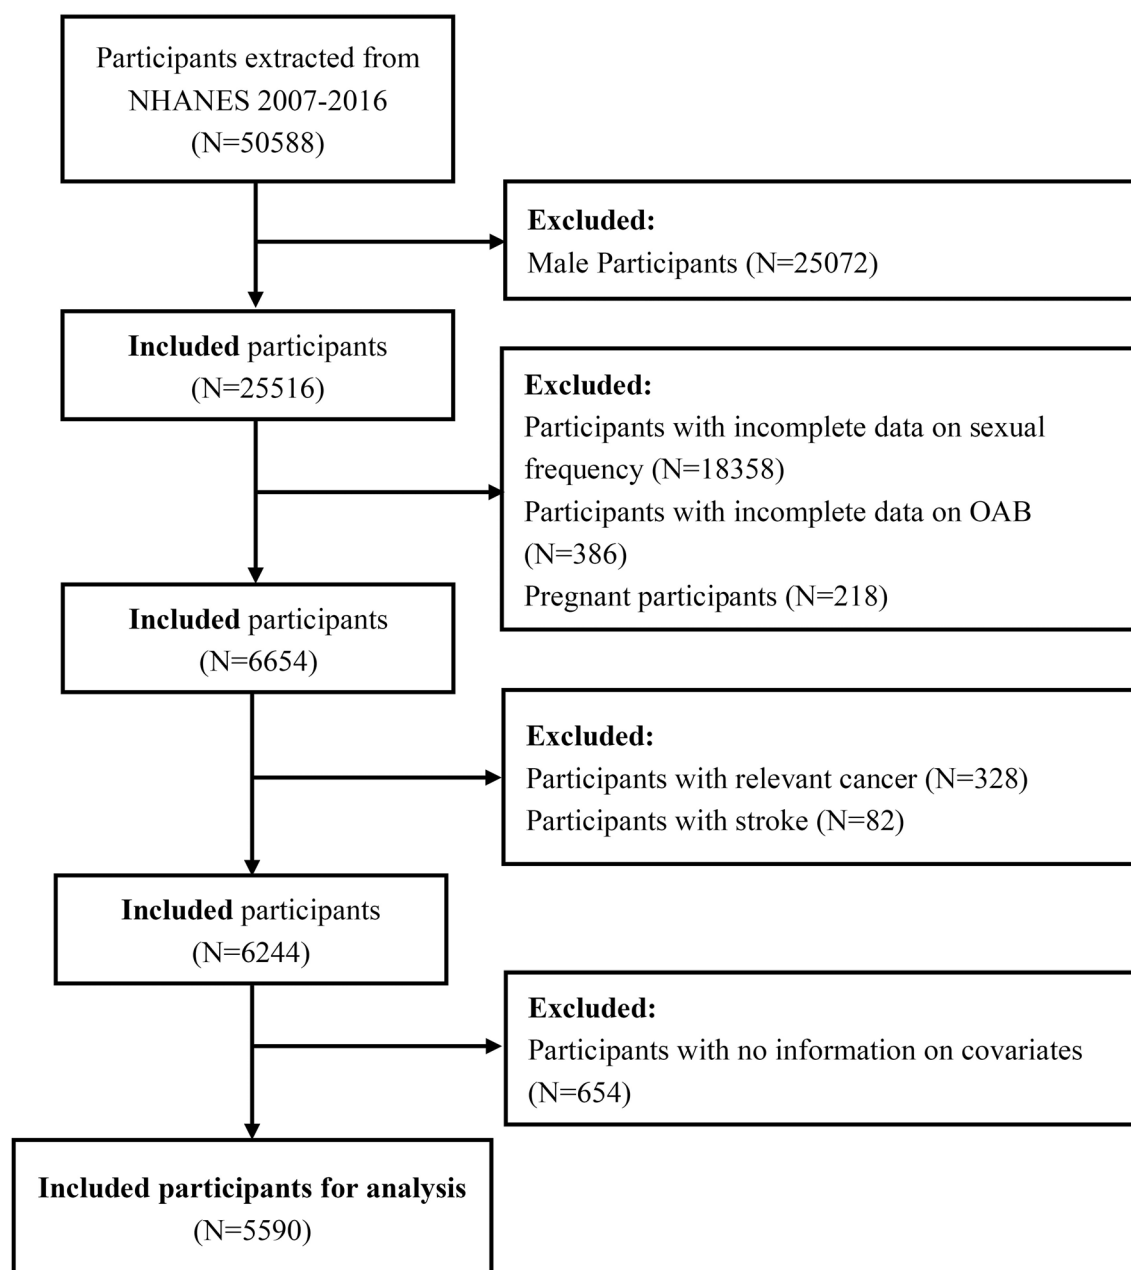 Participants extracted from
NHANES 2007-2016
(N=50588)
Excluded:
Male Participants (N=25072)
Included participants
(N=25516)
Excluded:
Participants with incomplete data on sexual
frequency (N=18358)
Participants with incomplete data on OAB
(N=386)
Pregnant participants (N=218)
Included participants
(N=6654)
Excluded:
Participants with relevant cancer (N=328)
Participants with stroke (N=82)
Included participants
(N=6244)
Excluded:
Participants with no information on covariates
(N=654)
Included participants for analysis
(N=5590)